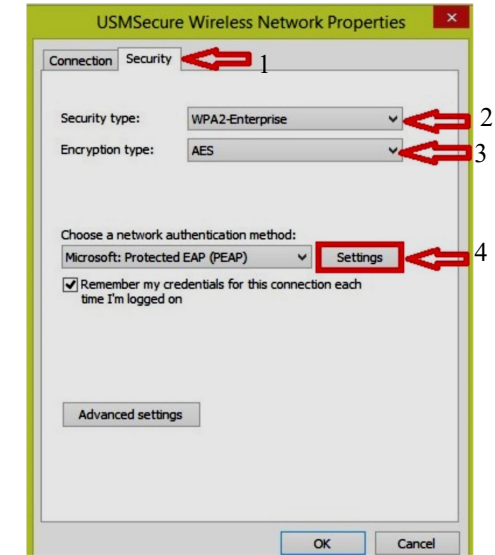 USMSecure Wireless Network Properties
Connection Security 1
Security type: WPA2-Enterprise 2
Encryption type: AES 3
Choose a network authentication method:
Microsoft: Protected EAP (PEAP) Settings 4
Remember my credentials for this connection each
time I'm logged on
Advanced settings
OK Cancel